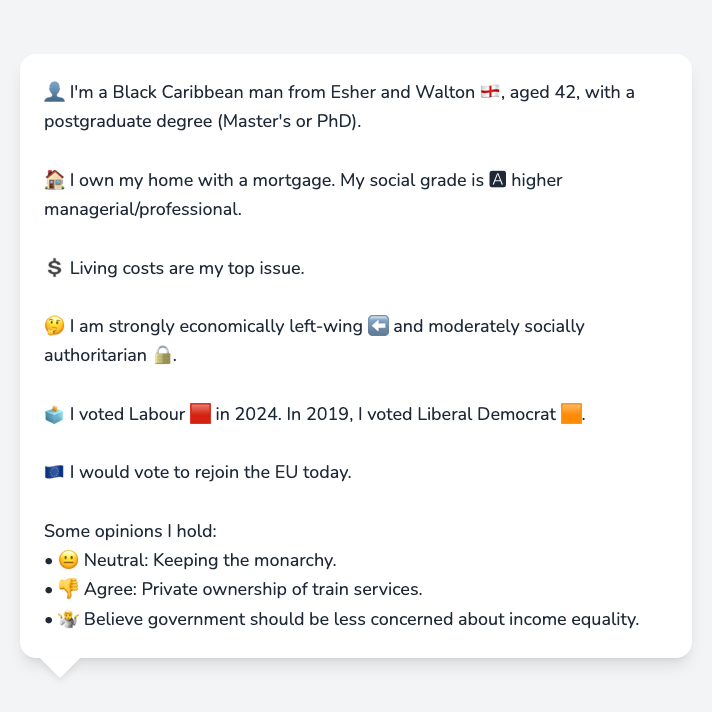 👤 I'm a Black Caribbean man from Esher and Walton 🏴󠁧󠁢󠁥󠁮󠁧󠁿, aged 42, with a
postgraduate degree (Master's or PhD).
🏠 I own my home with a mortgage. My social grade is 🅰 higher
managerial/professional.
💲 Living costs are my top issue.
🤔 I am strongly economically left-wing ⬅️ and moderately socially
authoritarian 🔒.
🗳️ I voted Labour 🟥 in 2024. In 2019, I voted Liberal Democrat 🟧.
🇪🇺 I would vote to rejoin the EU today.
Some opinions I hold:
• 😐 Neutral: Keeping the monarchy.
• 👎 Agree: Private ownership of train services.
• 🤷 Believe government should be less concerned about income equality.